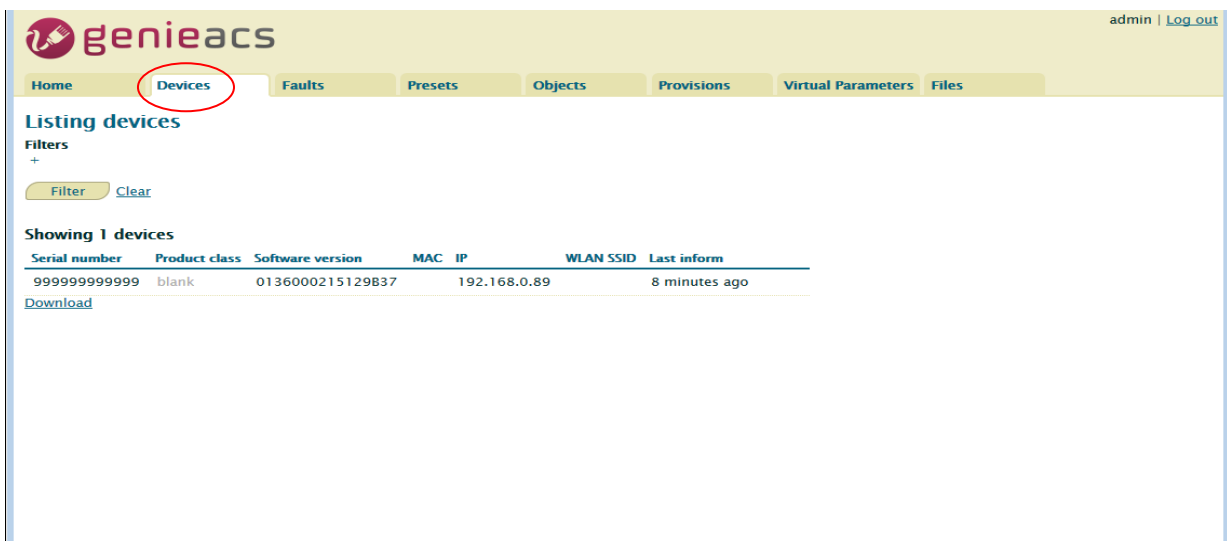 admin | Log out
genieacs
Home Devices Faults Presets Objects Provisions Virtual Parameters Files
Listing devices
Filters
+
Filter Clear
Showing 1 devices
Serial number Product class Software version MAC IP WLAN SSID Last inform
999999999999 blank 0136000215129B37 192.168.0.89 8 minutes ago
Download